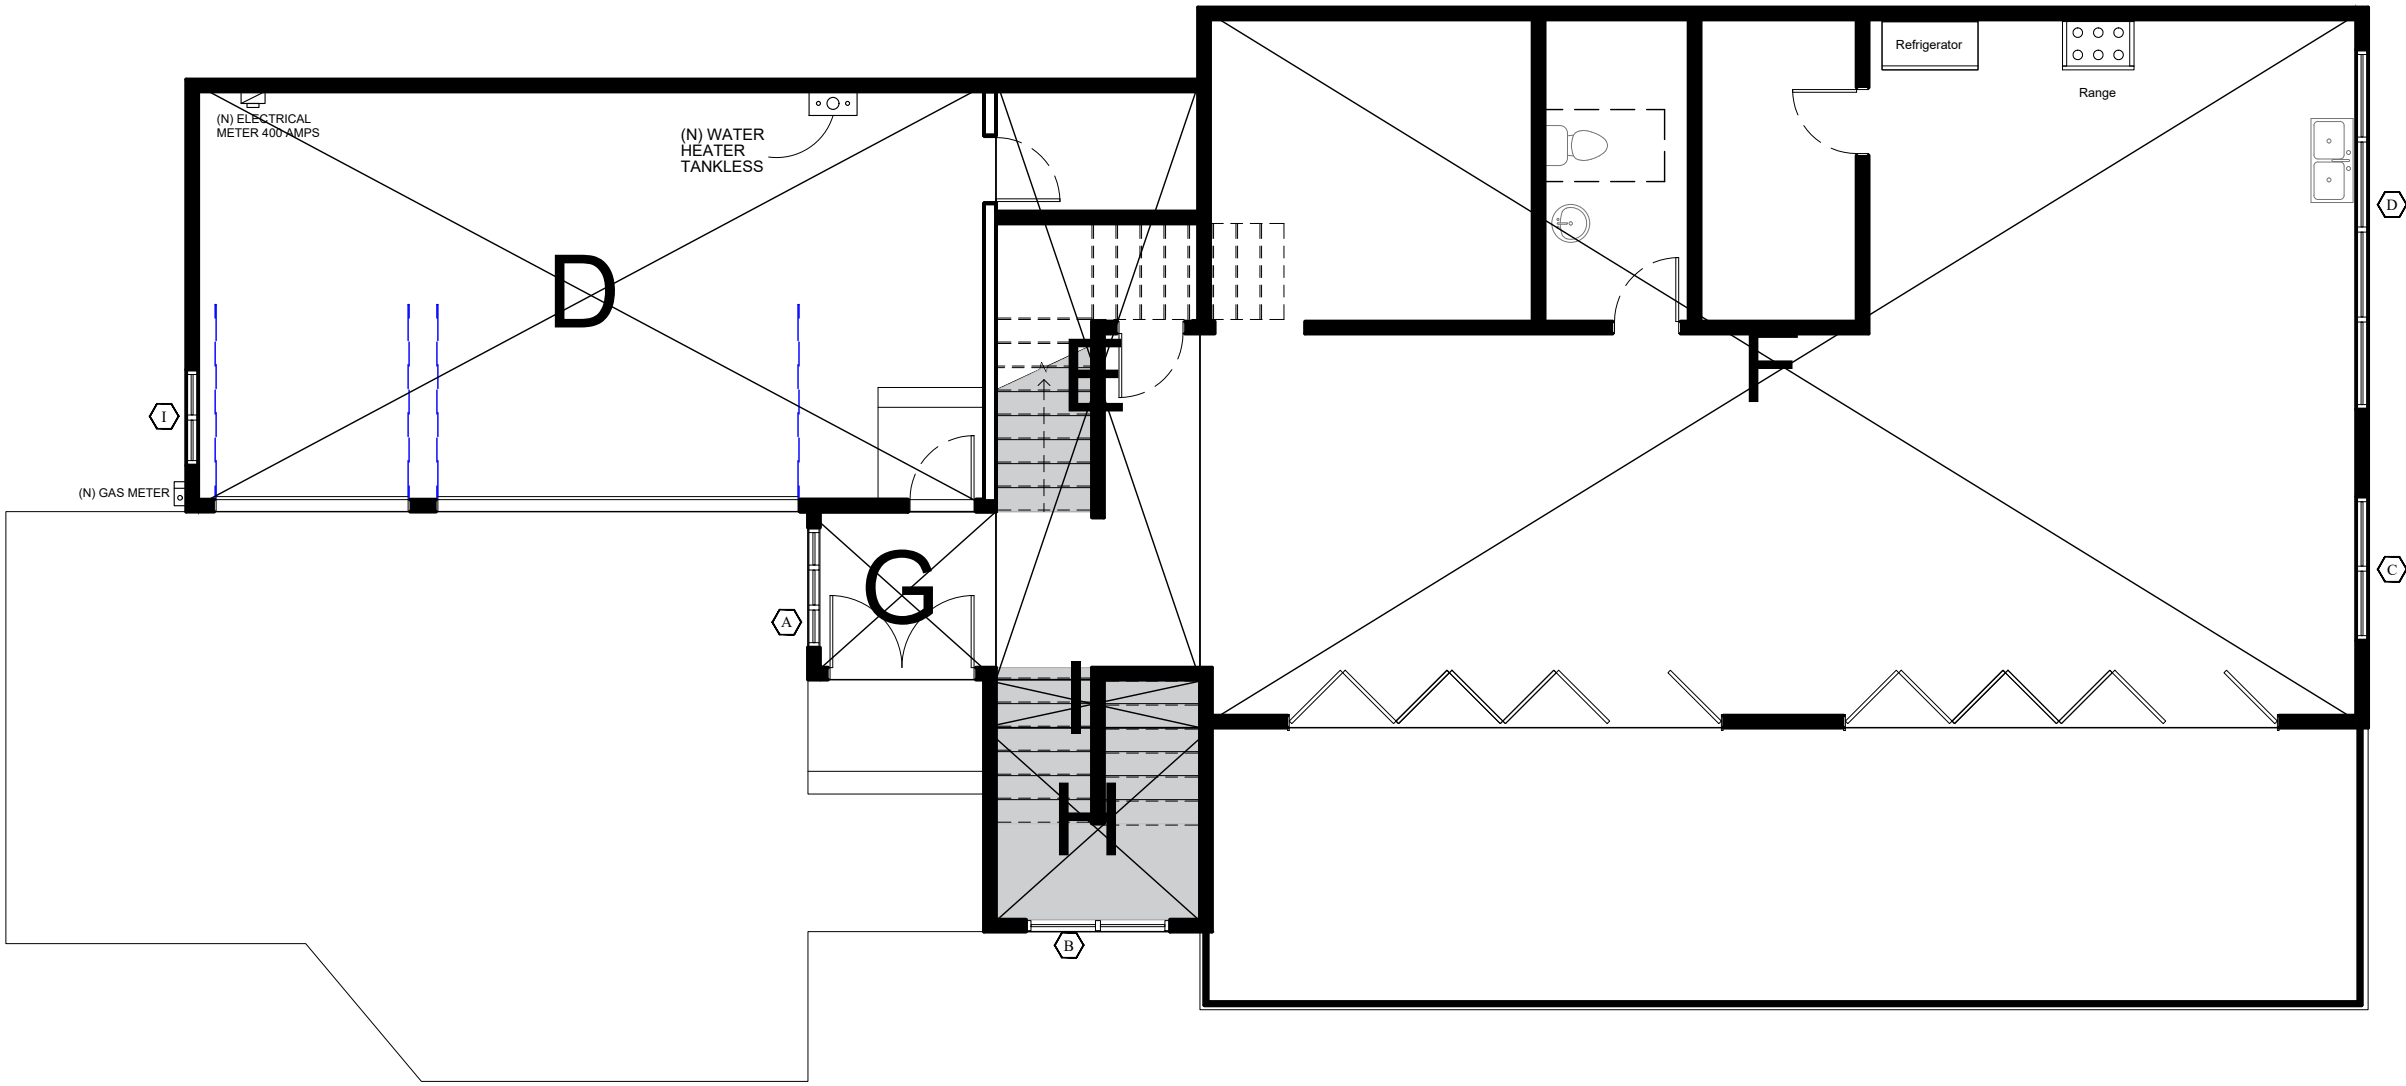 Refrigerator
Range
(N) ELECTRICAL
METER 400 AMPS
(N) WATER
HEATER
TANKLESS
D
D
E
F
I
(N) GAS METER
G
A
C
I
H
B